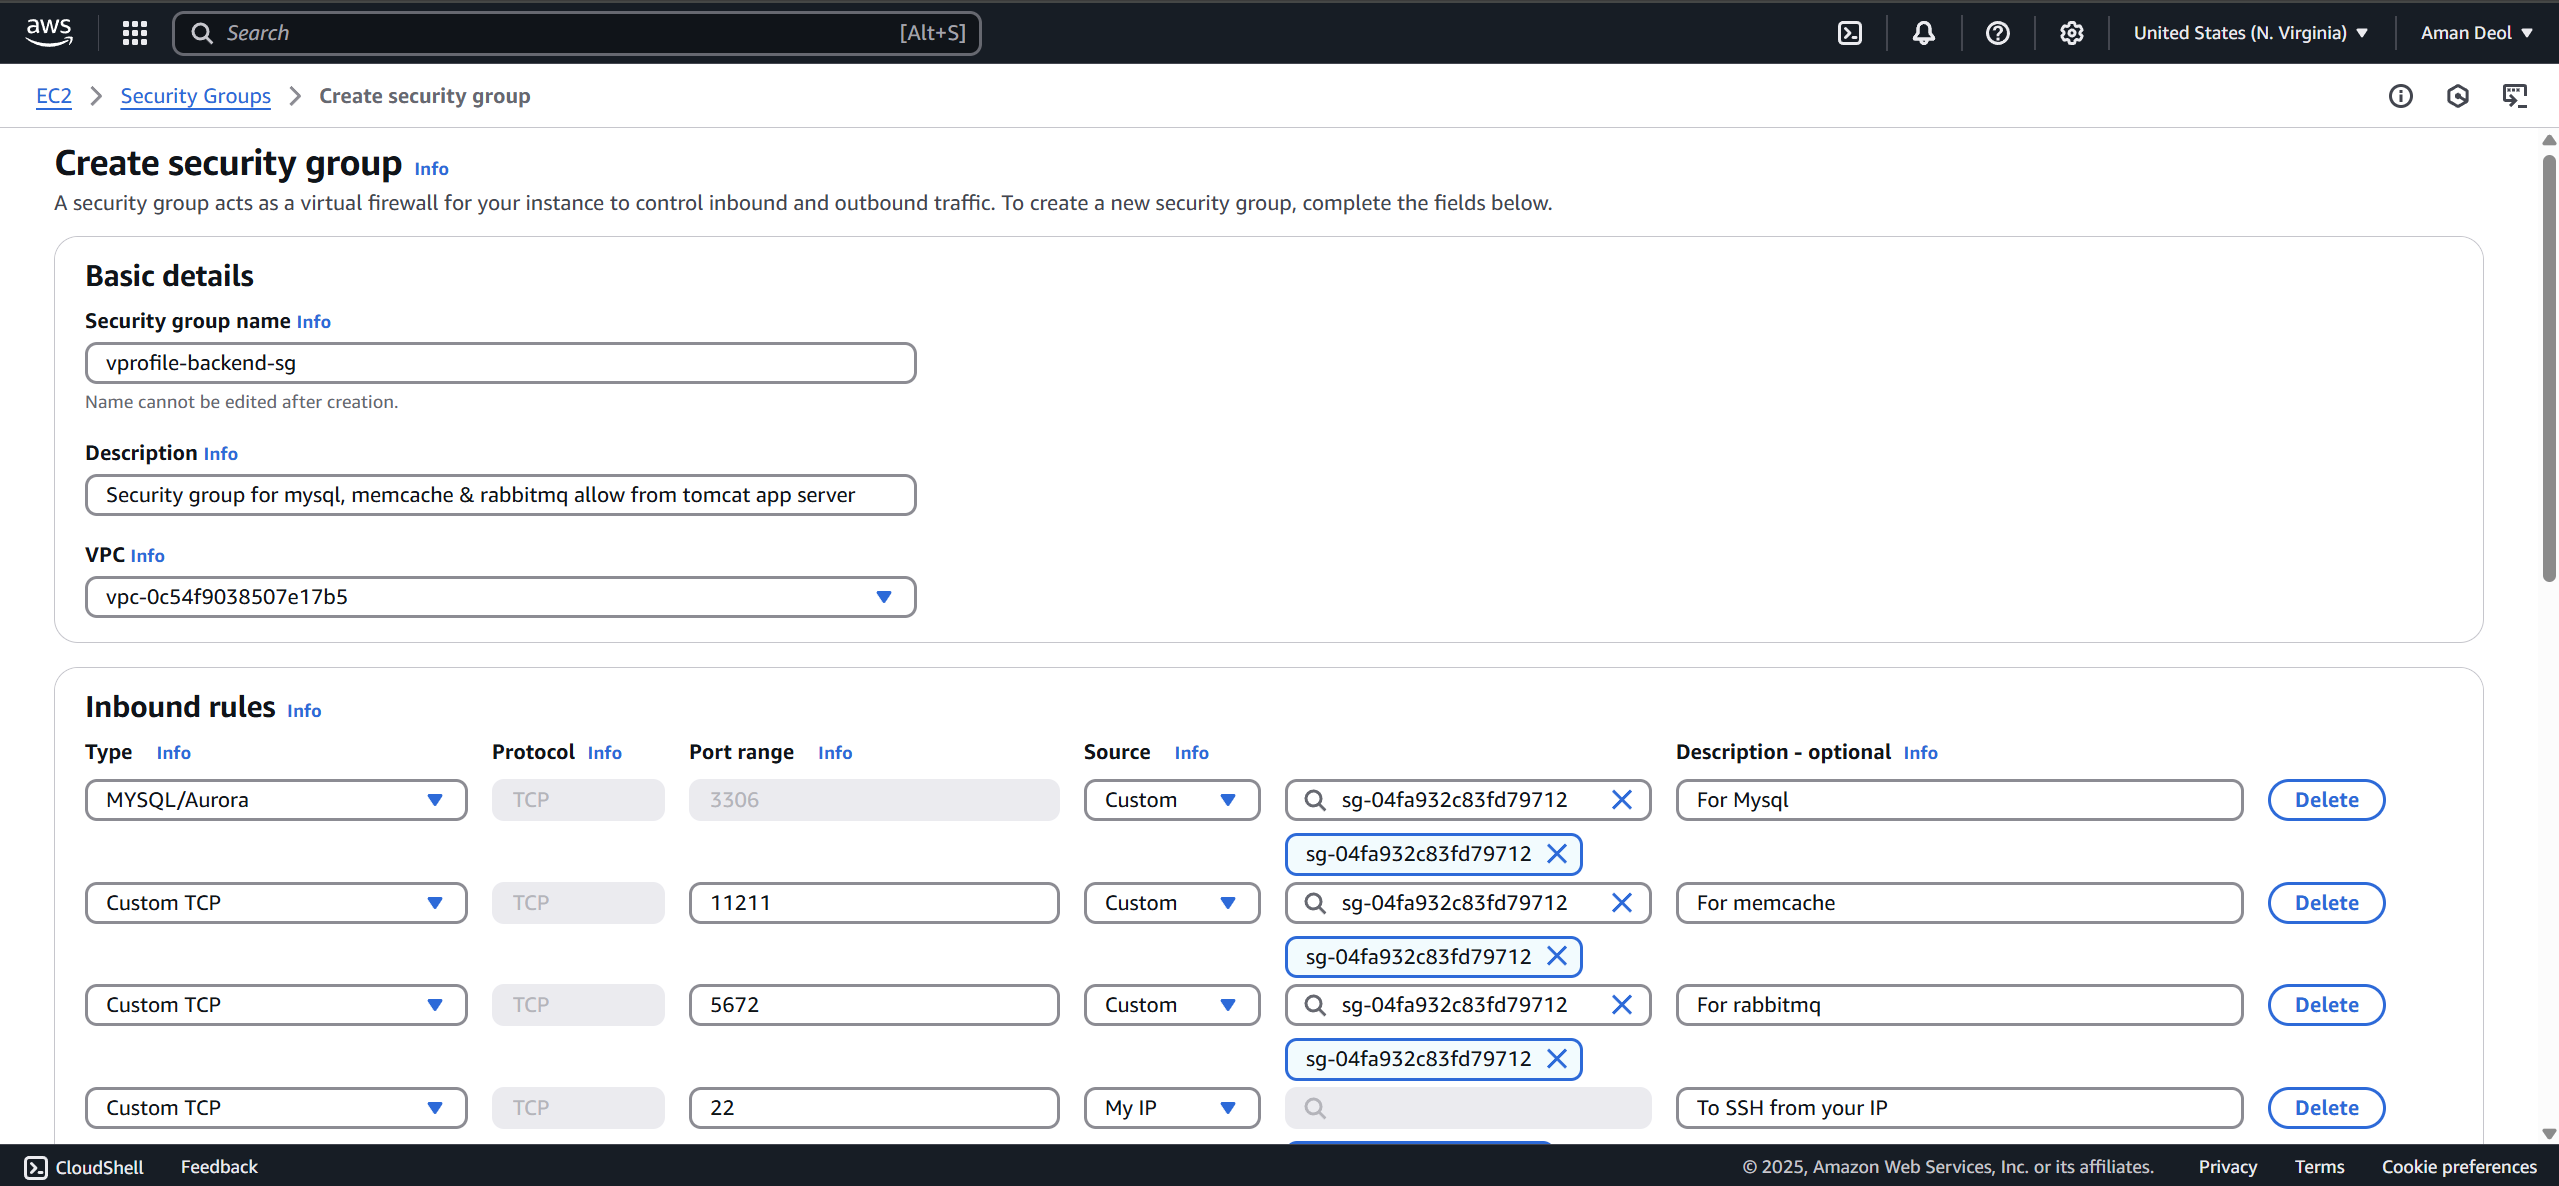 aws Search [Alt+S] United States (N. Virginia) Aman Deol
EC2 Security Groups Create security group
Create security group Info
A security group acts as a virtual firewall for your instance to control inbound and outbound traffic. To create a new security group, complete the fields below.
Basic details
Security group name Info
vprofile-backend-sg
Name cannot be edited after creation.
Description Info
Security group for mysql, memcache & rabbitmq allow from tomcat app server
VPC Info
vpc-0c54f9038507e17b5
Inbound rules Info
Type Info Protocol Info Port range Info Source Info Description - optional Info
MYSQL/Aurora TCP 3306 Custom sg-04fa932c83fd79712 For Mysql Delete
sg-04fa932c83fd79712
Custom TCP TCP 11211 Custom sg-04fa932c83fd79712 For memcache Delete
sg-04fa932c83fd79712
Custom TCP TCP 5672 Custom sg-04fa932c83fd79712 For rabbitmq Delete
sg-04fa932c83fd79712
Custom TCP TCP 22 My IP To SSH from your IP Delete
CloudShell Feedback © 2025, Amazon Web Services, Inc. or its affiliates. Privacy Terms Cookie preferences